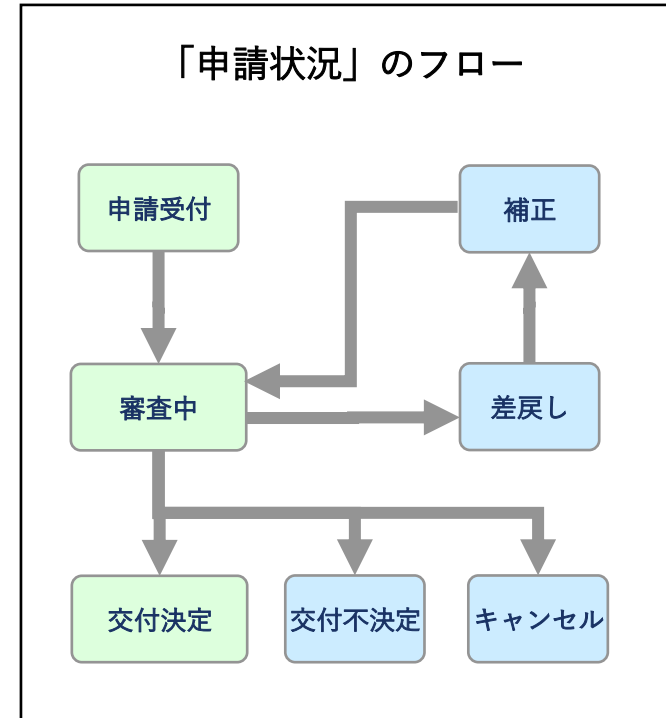 「申請状況」のフロー
申請受付
補正
審査中
差戻し
交付決定
交付不決定
キャンセル